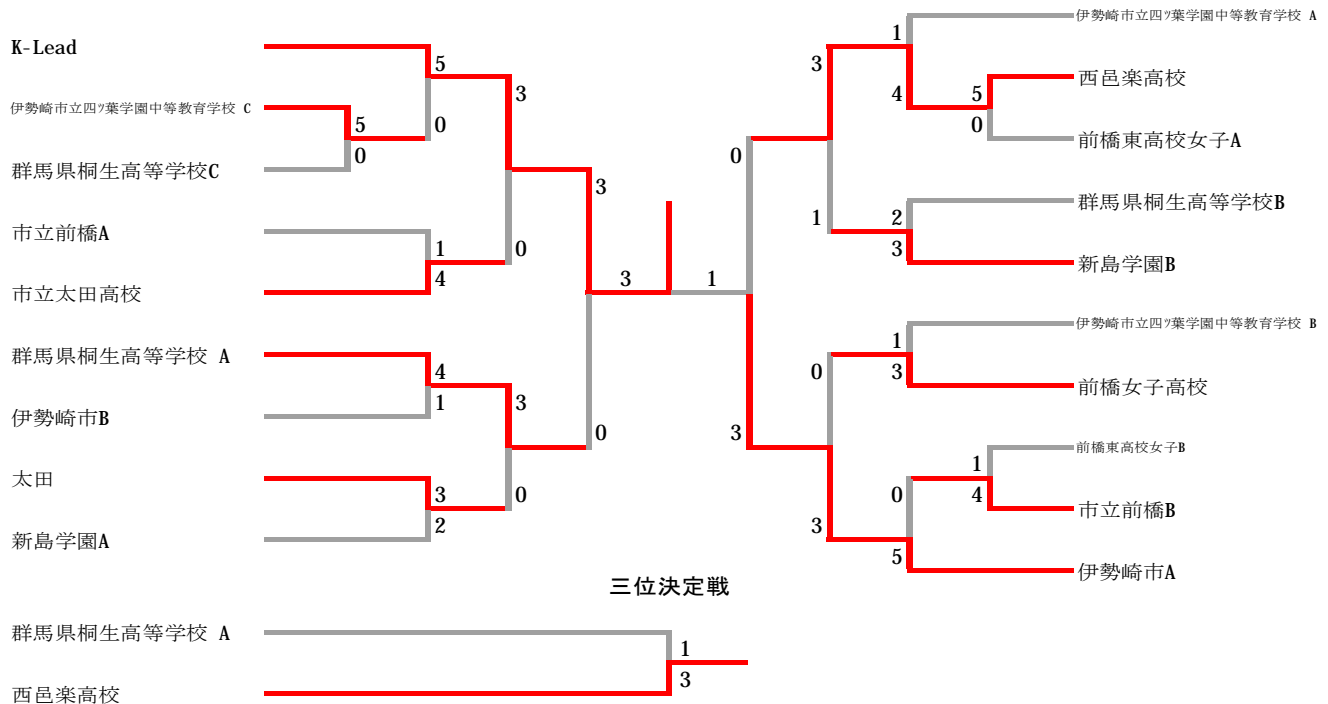 K-Lead
伊勢崎市立四ﾂ葉学園中等教育学校 C
群馬県桐生高等学校C
市立前橋A
市立太田高校
群馬県桐生高等学校 A
伊勢崎市B
太田
新島学園A
5
0
5
0
1
4
4
1
3
2
3
0
3
0
3
0
3
1
0
3
3
1
0
3
1
4
2
3
1
3
0
5
5
0
1
4
伊勢崎市立四ﾂ葉学園中等教育学校 A
西邑楽高校
前橋東高校女子A
群馬県桐生高等学校B
新島学園B
伊勢崎市立四ﾂ葉学園中等教育学校 B
前橋女子高校
前橋東高校女子B
市立前橋B
伊勢崎市A
三位決定戦
群馬県桐生高等学校 A
西邑楽高校
1
3